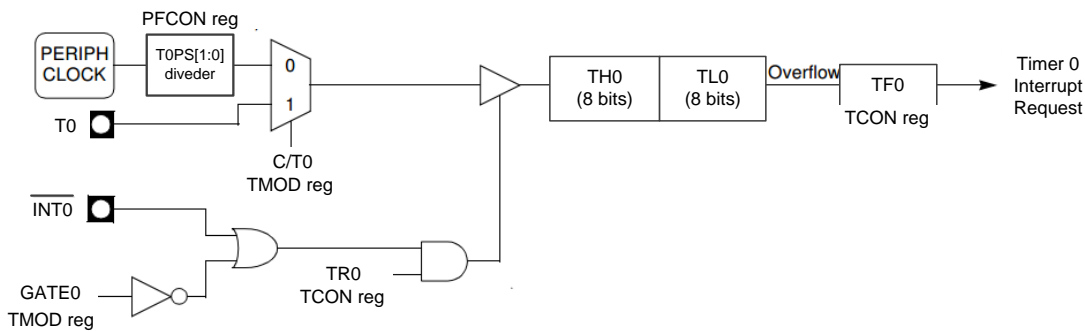 PFCON reg
PERIPH
CLOCK
T0PS[1:0]
diveder
0
1
T0
C/T0
TMOD reg
TH0
(8 bits)
TL0
(8 bits)
Overflow
TF0
TCON reg
Timer 0
Interrupt
Request
INT0
TR0
TCON reg
GATE0
TMOD reg